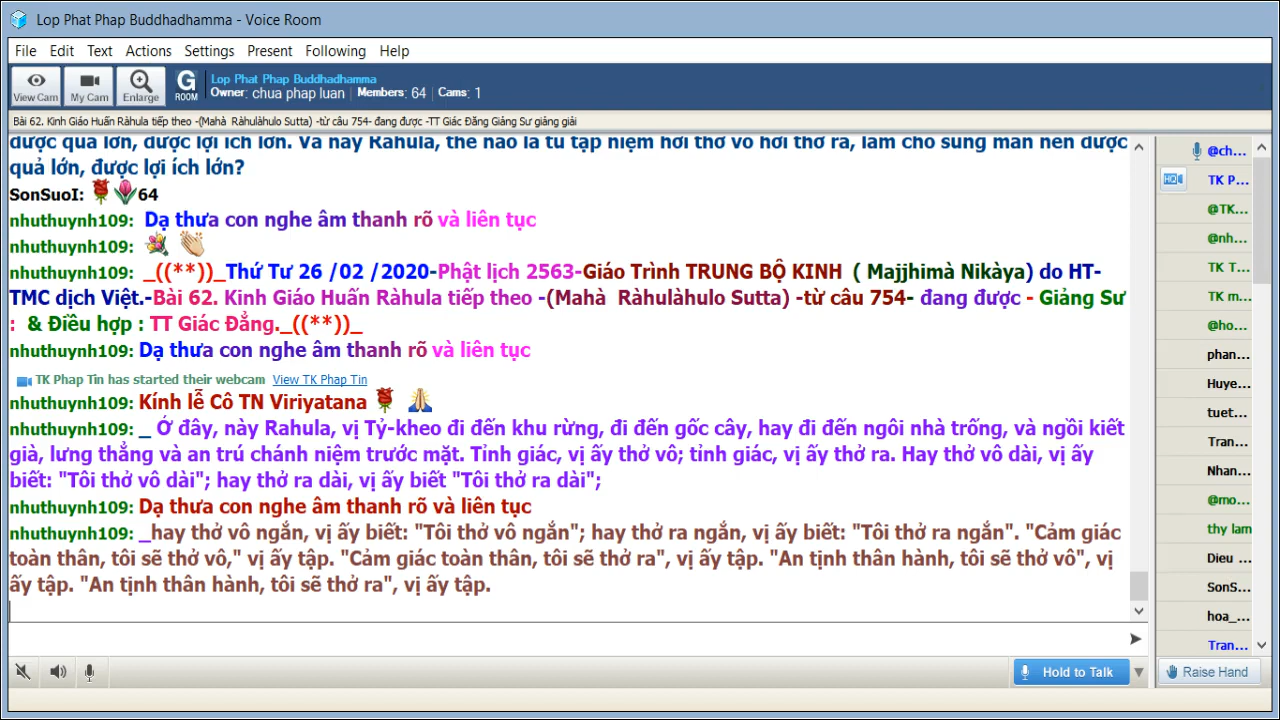 Lop Phat Phap Buddhadhamma - Voice Room
File Edit Text Actions Settings Present Following Help
View Cam My Cam Enlarge G ROOM
Lop Phat Phap Buddhadhamma
Owner: chua phap luan | Members: 64 | Cams: 1
Bài 62. Kinh Giáo Huấn Ràhula tiếp theo -(Mahà Ràhulàhulo Sutta) -từ câu 754- đang được -TT Giác Đăng Giảng Sư giảng giải
được quả lớn, được lợi ích lớn. Và này Rahula, thế nào là tu tập niệm hơi thở vô hơi thở ra, làm cho sung mãn nên được
quả lớn, được lợi ích lớn?
SonSuoI: 64
nhuthuynh109: Dạ thưa con nghe âm thanh rõ và liên tục
nhuthuynh109:
nhuthuynh109: _((**))_Thứ Tư 26 /02 /2020-Phật lịch 2563-Giáo Trình TRUNG BỘ KINH ( Majjhimà Nikàya) do HT-
TMC dịch Việt.-Bài 62. Kinh Giáo Huấn Ràhula tiếp theo -(Mahà Ràhulàhulo Sutta) -từ câu 754- đang được - Giảng Sư
: & Điều hợp : TT Giác Đẳng._((**))_
nhuthuynh109: Dạ thưa con nghe âm thanh rõ và liên tục
TK Phap Tin has started their webcam View TK Phap Tin
nhuthuynh109: Kính lễ Cô TN Viriyatana
nhuthuynh109: _ Ở đây, này Rahula, vị Tỷ-kheo đi đến khu rừng, đi đến gốc cây, hay đi đến ngôi nhà trống, và ngồi kiết
già, lưng thẳng và an trú chánh niệm trước mặt. Tỉnh giác, vị ấy thở vô; tỉnh giác, vị ấy thở ra. Hay thở vô dài, vị ấy
biết: "Tôi thở vô dài"; hay thở ra dài, vị ấy biết "Tôi thở ra dài";
nhuthuynh109: Dạ thưa con nghe âm thanh rõ và liên tục
nhuthuynh109: _hay thở vô ngắn, vị ấy biết: "Tôi thở vô ngắn"; hay thở ra ngắn, vị ấy biết: "Tôi thở ra ngắn". "Cảm giác
toàn thân, tôi sẽ thở vô," vị ấy tập. "Cảm giác toàn thân, tôi sẽ thở ra", vị ấy tập. "An tịnh thân hành, tôi sẽ thở vô", vị
ấy tập. "An tịnh thân hành, tôi sẽ thở ra", vị ấy tập.
@ch...
HQ TK P...
@TK...
@nh...
TK T...
TK m...
@ho...
phan...
Huye...
tuet...
Tran...
Nhan...
@mo...
thy lam
Dieu ...
SonS...
hoa_...
Tran...
Hold to Talk
Raise Hand